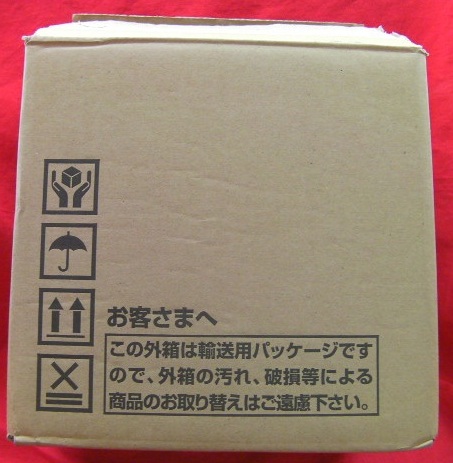 お客さまへ
この外箱は輸送用パッケージです
ので、外箱の汚れ、破損等による
商品のお取り替えはご遠慮下さい。